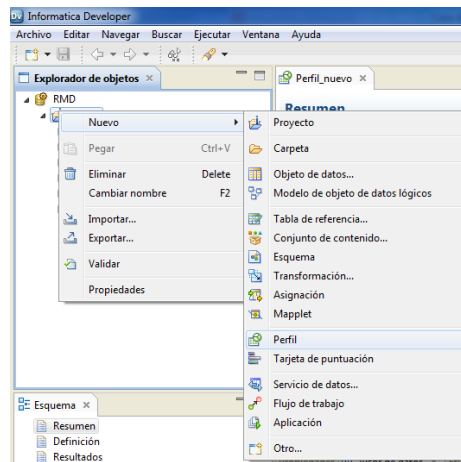 Informatica Developer
Archivo Editar Navegar Buscar Ejecutar Ventana Ayuda
Explorador de objetos
Perfil_nuevo
RMD
Resumen
Nuevo
Pegar Ctrl+V
Eliminar Delete
Cambiar nombre F2
Importar...
Exportar...
Validar
Propiedades
Proyecto
Carpeta
Objeto de datos...
Modelo de objeto de datos lógicos
Tabla de referencia...
Conjunto de contenido...
Esquema
Transformación...
Asignación
Mapplet
Perfil
Tarjeta de puntuación
Servicio de datos...
Flujo de trabajo
Aplicación
Otro...
Esquema
Resumen
Definición
Resultados